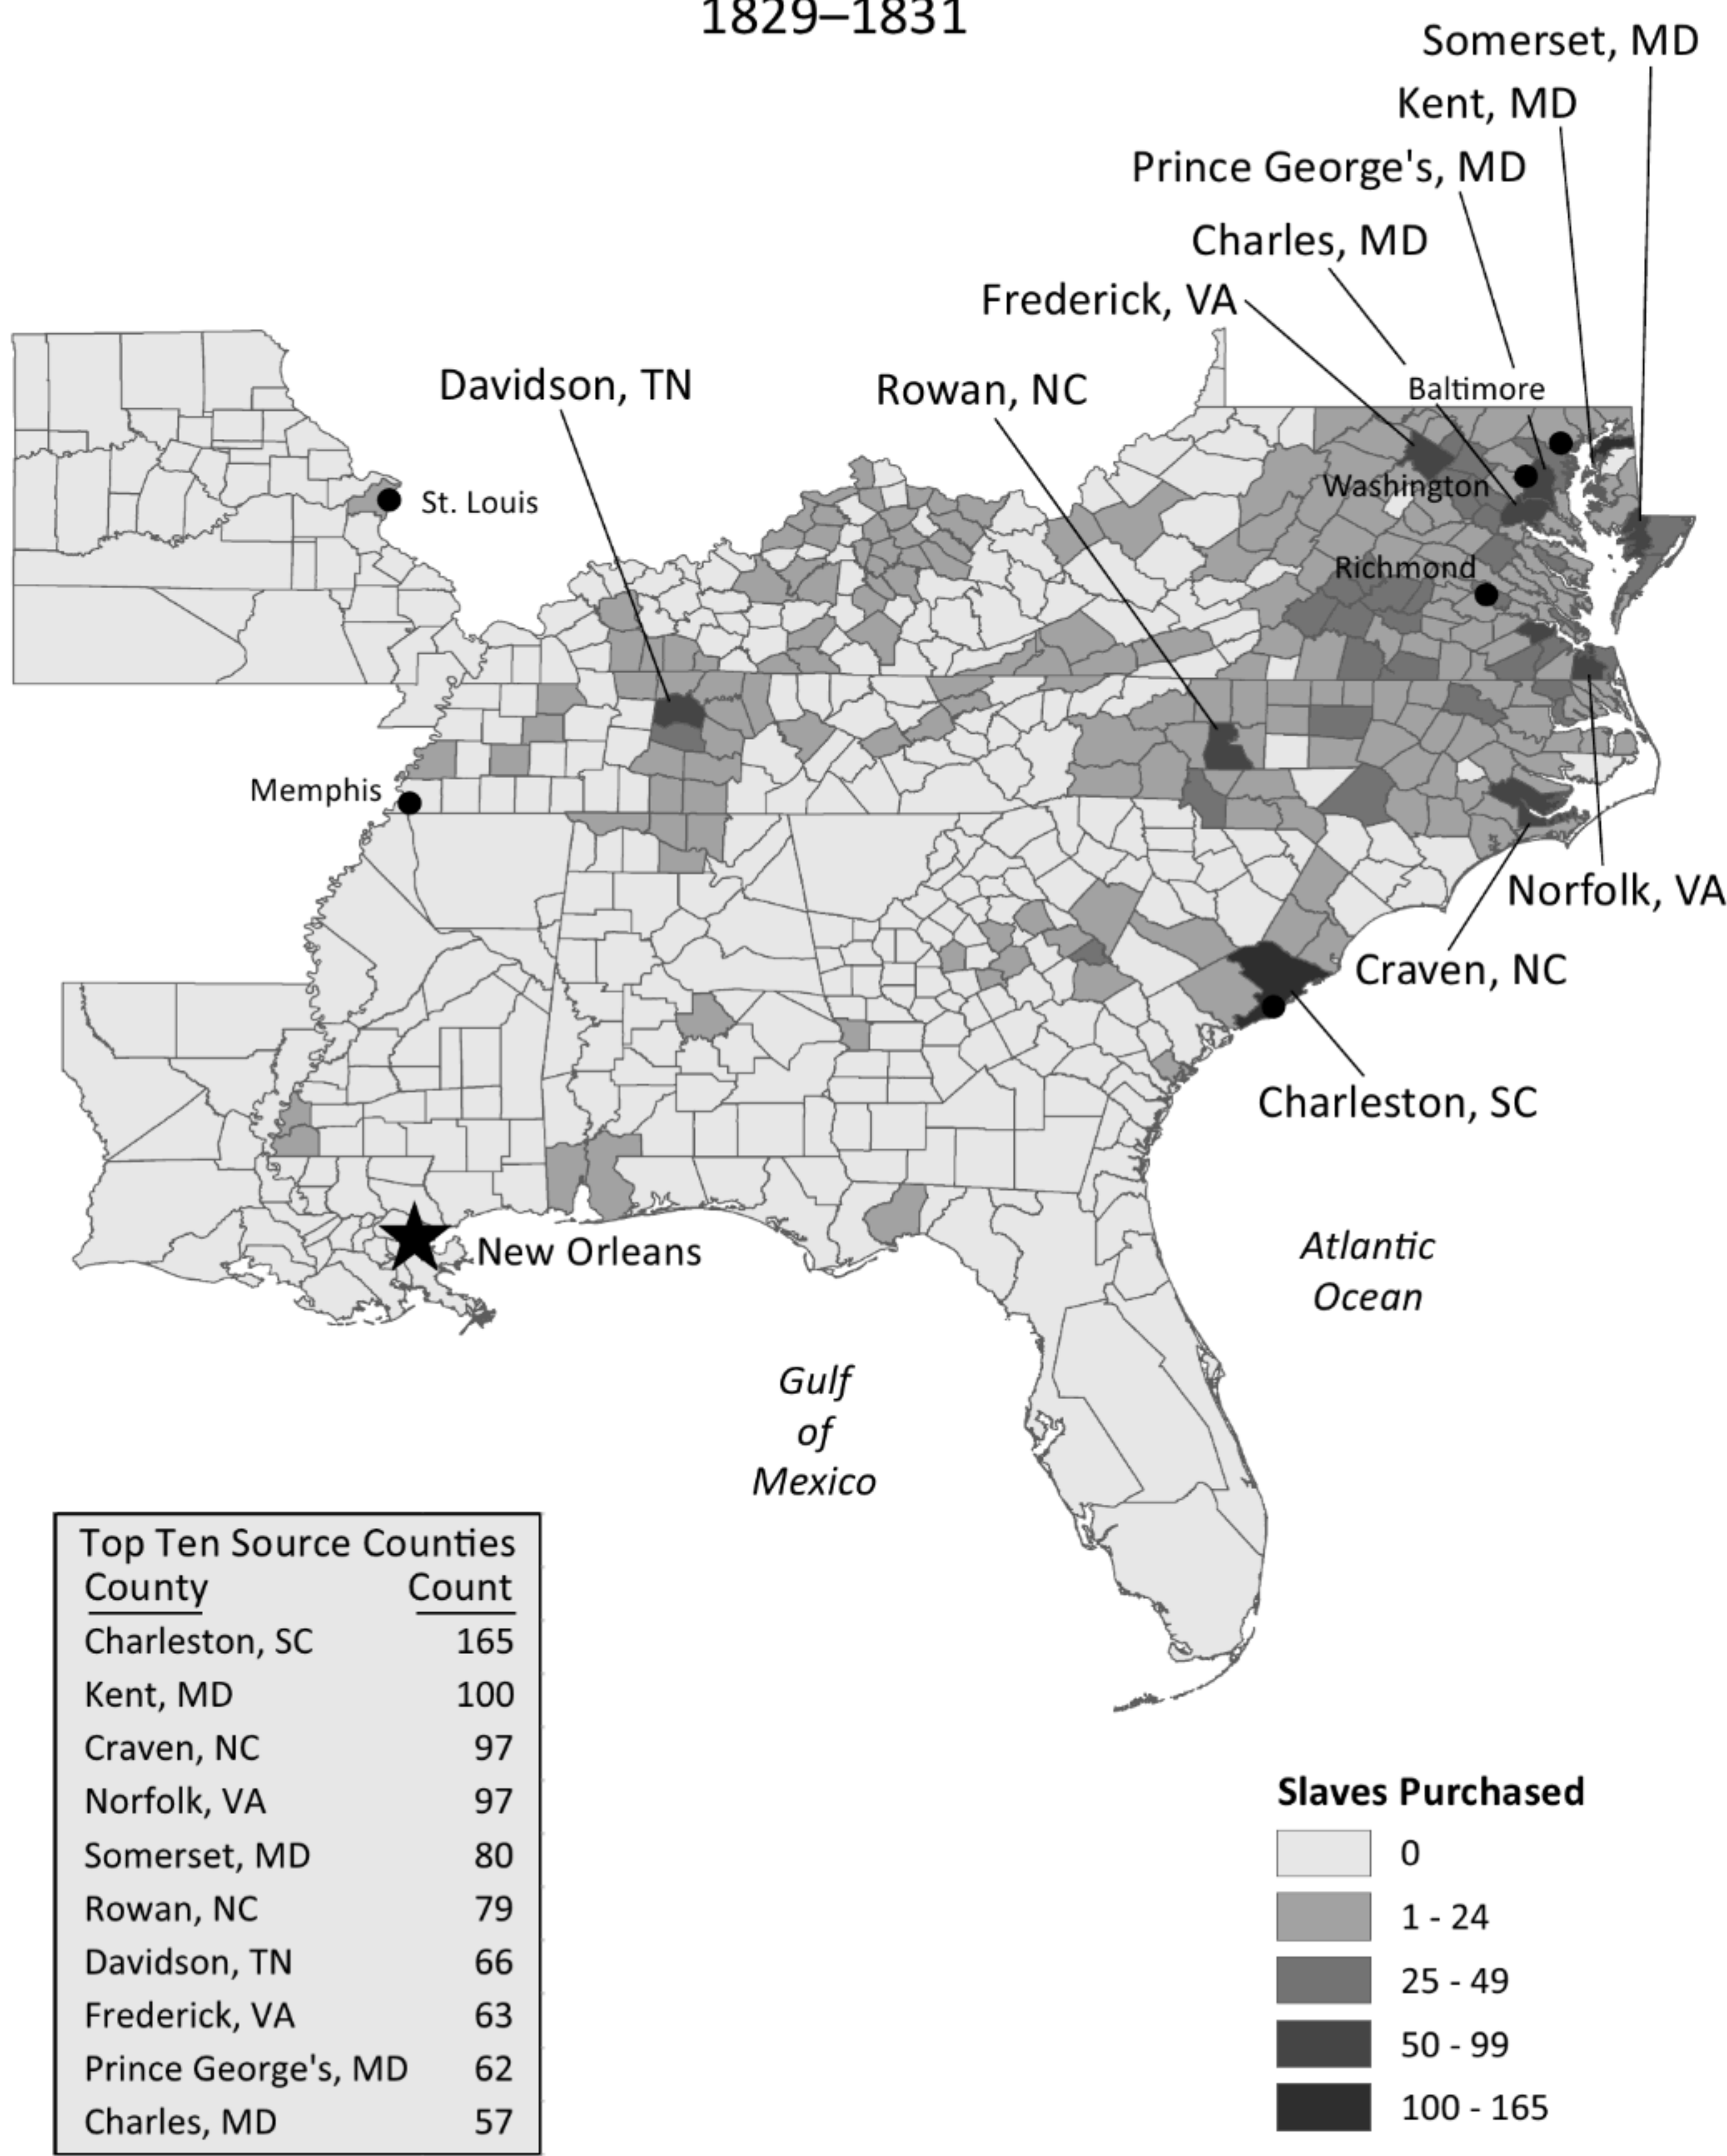 1829–1831
Somerset, MD
Kent, MD
Prince George's, MD
Charles, MD
Frederick, VA
Davidson, TN
Rowan, NC
Baltimore
Washington
St. Louis
Richmond
Memphis
Norfolk, VA
Craven, NC
Charleston, SC
New Orleans
Atlantic
Ocean
Gulf
of
Mexico
Top Ten Source Counties
County Count
Charleston, SC 165
Kent, MD 100
Craven, NC 97
Norfolk, VA 97
Somerset, MD 80
Rowan, NC 79
Davidson, TN 66
Frederick, VA 63
Prince George's, MD 62
Charles, MD 57
Slaves Purchased
0
1 - 24
25 - 49
50 - 99
100 - 165